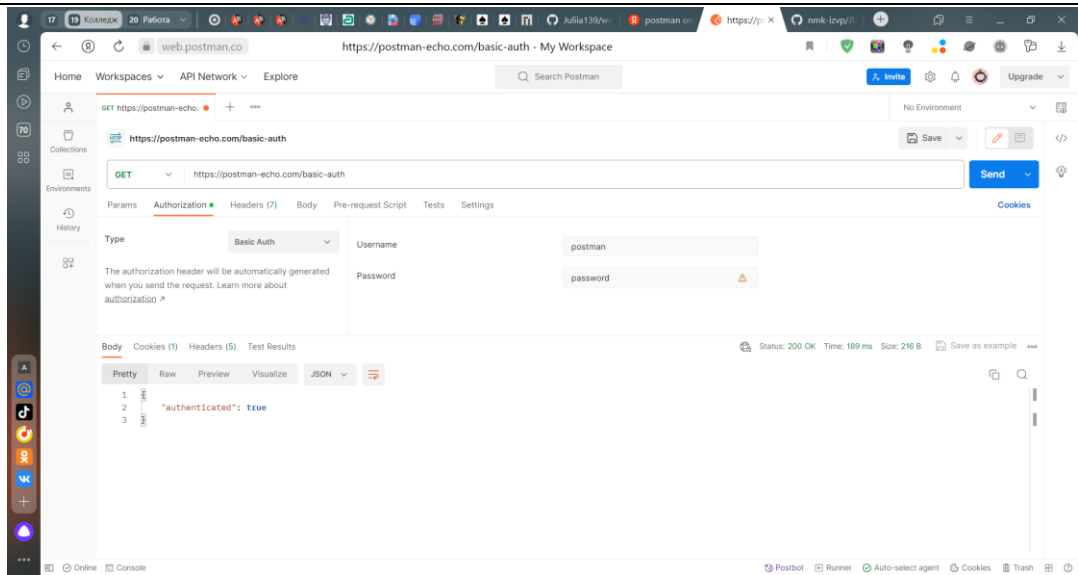 17 19 Колледж 20 Работа Juliia139/we postman on https://p nmk-izvp//l
web.postman.co https://postman-echo.com/basic-auth - My Workspace
Home Workspaces API Network Explore Search Postman Invite Upgrade
GET https://postman-echo. No Environment
70
Collections
https://postman-echo.com/basic-auth Save
GET https://postman-echo.com/basic-auth Send
Environments
Params Authorization Headers (7) Body Pre-request Script Tests Settings Cookies
History
Type Basic Auth Username postman
The authorization header will be automatically generated
when you send the request. Learn more about
authorization
Password password
Body Cookies (1) Headers (5) Test Results Status: 200 OK Time: 189 ms Size: 216 B Save as example
Pretty Raw Preview Visualize JSON
1 {
2 "authenticated": true
3 }
Online Console Postbot Runner Auto-select agent Cookies Trash